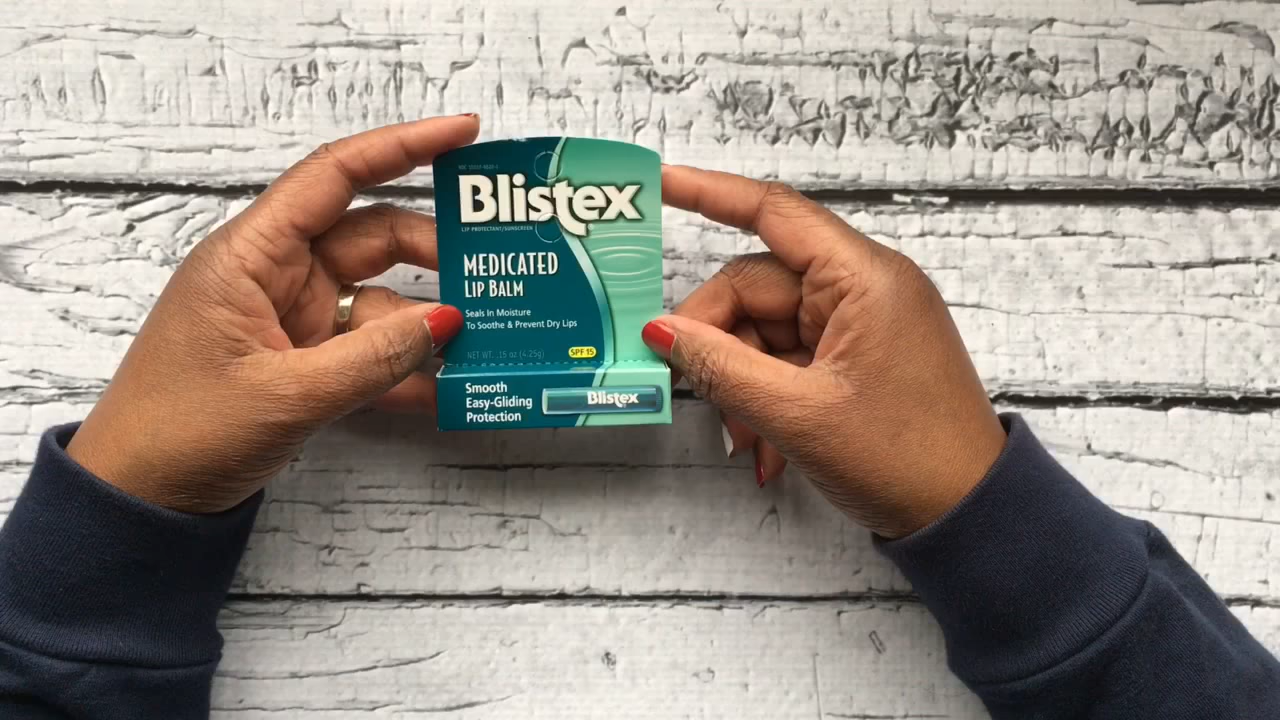 Blistex
LIP PROTECTANT/SUNSCREEN
MEDICATED
LIP BALM
Seals In Moisture
To Soothe & Prevent Dry Lips
NET WT. .15 oz (4.25g)
SPF 15
Smooth
Easy-Gliding
Protection
Blistex